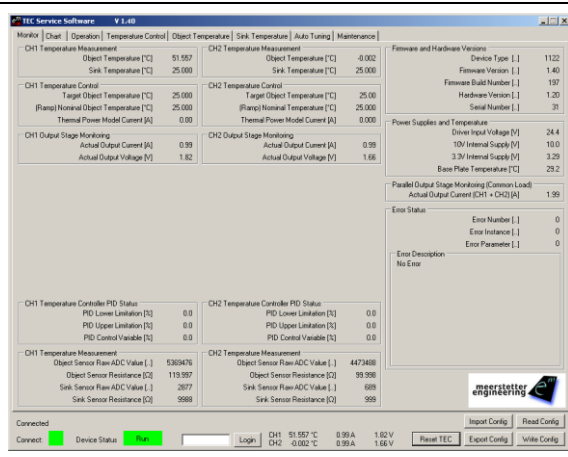 TEC Service Software V 1.40
Monitor Chart Operation Temperature Control Object Temperature Sink Temperature Auto Tuning Maintenance
CH1 Temperature Measurement
Object Temperature [°C] 51.557
Sink Temperature [°C] 25.000
CH1 Temperature Control
Target Object Temperature [°C] 25.000
(Ramp) Nominal Object Temperature [°C] 25.000
Thermal Power Model Current [A] 0.00
CH1 Output Stage Monitoring
Actual Output Current [A] 0.99
Actual Output Voltage [V] 1.82
CH1 Temperature Controller PID Status
PID Lower Limitation [%] 0.0
PID Upper Limitation [%] 0.0
PID Control Variable [%] 0.0
CH1 Temperature Measurement
Object Sensor Raw ADC Value [..] 5369476
Object Sensor Resistance [Ω] 119.997
Sink Sensor Raw ADC Value [..] 2877
Sink Sensor Resistance [Ω] 9988
CH2 Temperature Measurement
Object Temperature [°C] -0.002
Sink Temperature [°C] 25.000
CH2 Temperature Control
Target Object Temperature [°C] 25.00
(Ramp) Nominal Object Temperature [°C] 25.000
Thermal Power Model Current [A] 0.000
CH2 Output Stage Monitoring
Actual Output Current [A] 0.99
Actual Output Voltage [V] 1.66
CH2 Temperature Controller PID Status
PID Lower Limitation [%] 0.0
PID Upper Limitation [%] 0.0
PID Control Variable [%] 0.0
CH2 Temperature Measurement
Object Sensor Raw ADC Value [..] 4473408
Object Sensor Resistance [Ω] 99.998
Sink Sensor Raw ADC Value [..] 689
Sink Sensor Resistance [Ω] 999
Firmware and Hardware Versions
Device Type [..] 1122
Firmware Version [..] 1.40
Firmware Build Number [..] 197
Hardware Version [..] 1.20
Serial Number [..] 31
Power Supplies and Temperature
Driver Input Voltage [V] 24.4
10V Internal Supply [V] 10.0
3.3V Internal Supply [V] 3.29
Base Plate Temperature [°C] 29.2
Parallel Output Stage Monitoring (Common Load)
Actual Output Current (CH1 + CH2) [A] 1.99
Error Status
Error Number [..] 0
Error Instance [..] 0
Error Parameter [..] 0
Error Description
No Error
meerstetter
engineering
Connected
Connect Device Status Run Login
CH1 51.557 °C 0.99 A 1.82 V
CH2 -0.002 °C 0.99 A 1.66 V
Reset TEC
Import Config Read Config
Export Config Write Config